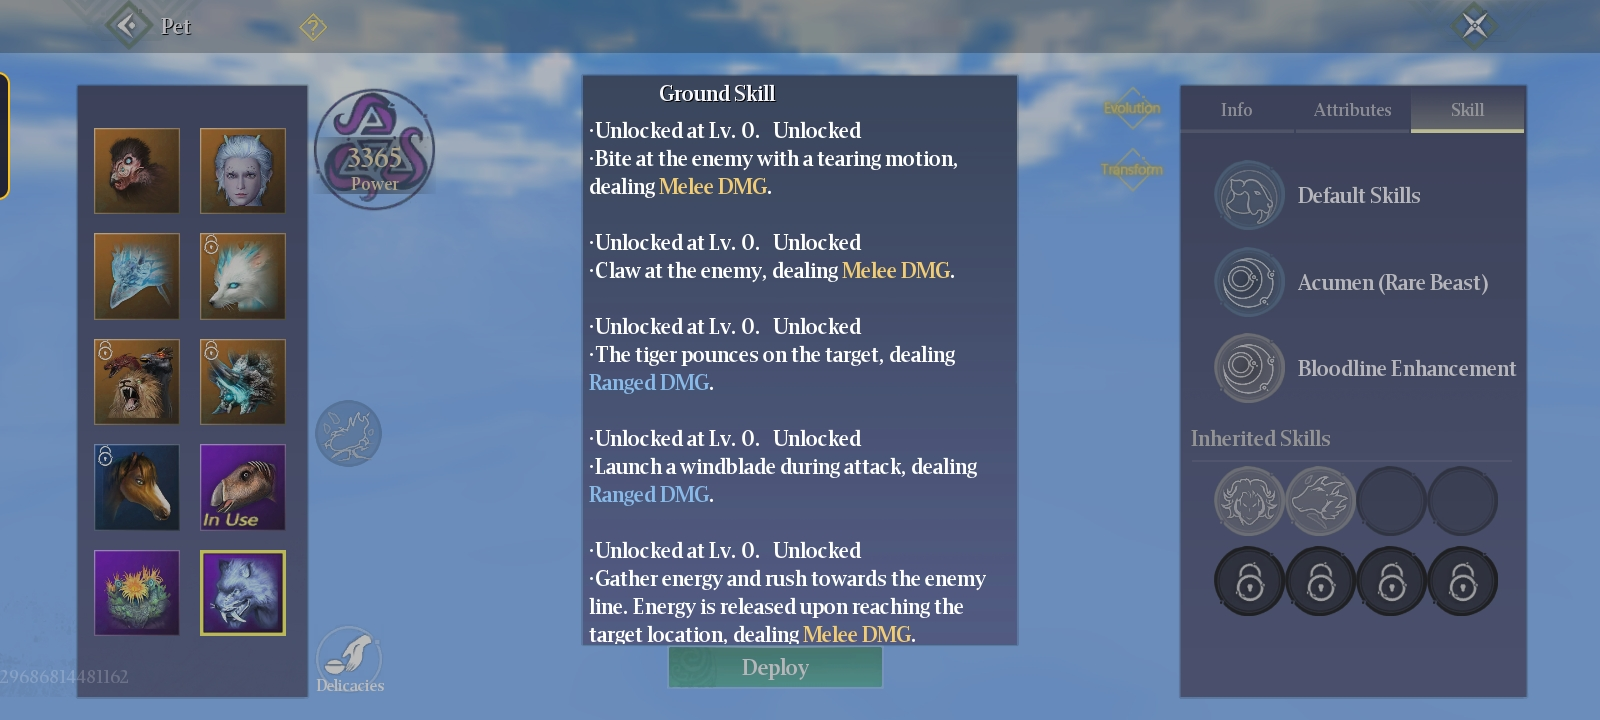 Pet
?
3365
Power
In Use
Delicacies
29686814481162
Ground Skill
·Unlocked at Lv. 0.   Unlocked
·Bite at the enemy with a tearing motion,
dealing Melee DMG.
·Unlocked at Lv. 0.   Unlocked
·Claw at the enemy, dealing Melee DMG.
·Unlocked at Lv. 0.   Unlocked
·The tiger pounces on the target, dealing
Ranged DMG.
·Unlocked at Lv. 0.   Unlocked
·Launch a windblade during attack, dealing
Ranged DMG.
·Unlocked at Lv. 0.   Unlocked
·Gather energy and rush towards the enemy
line. Energy is released upon reaching the
target location, dealing Melee DMG.
Deploy
Evolution
Transform
Info Attributes Skill
Default Skills
Acumen (Rare Beast)
Bloodline Enhancement
Inherited Skills